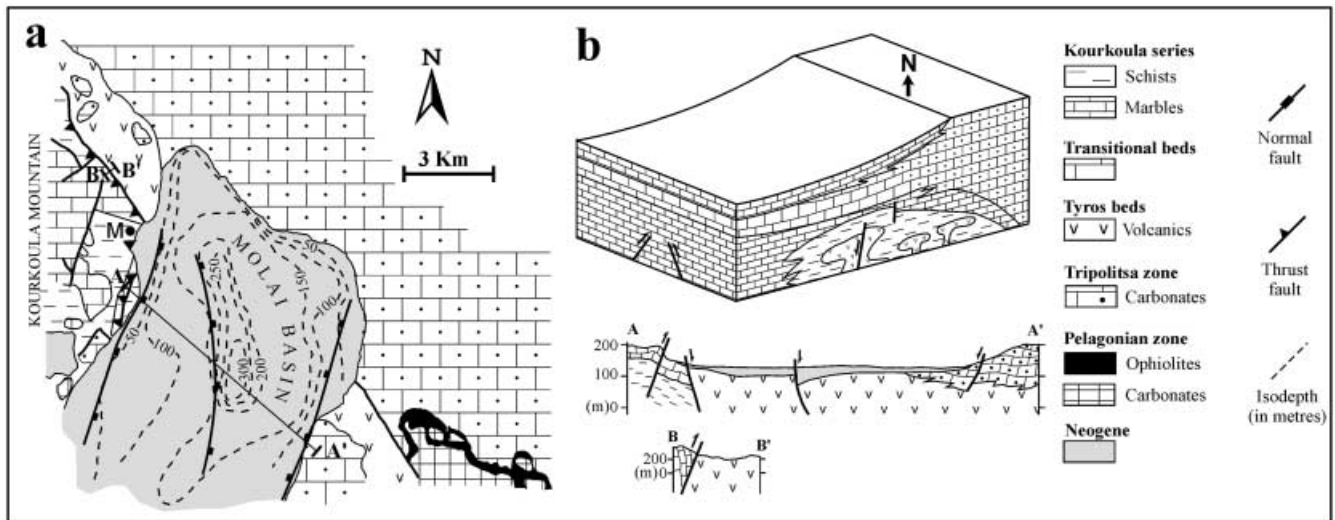 a
N
3 Km
KOURKOULA MOUNTAIN
B
B'
M
A
A'
MOLAI BASIN
50
150
250
100
300
200
50
100
b
N
A
A'
200
100
(m)0
B
B'
200
(m)0
Kourkoula series
Schists
Marbles
Transitional beds
Tyros beds
Volcanics
Tripolitsa zone
Carbonates
Pelagonian zone
Ophiolites
Carbonates
Neogene
Normal
fault
Thrust
fault
Isodepth
(in metres)